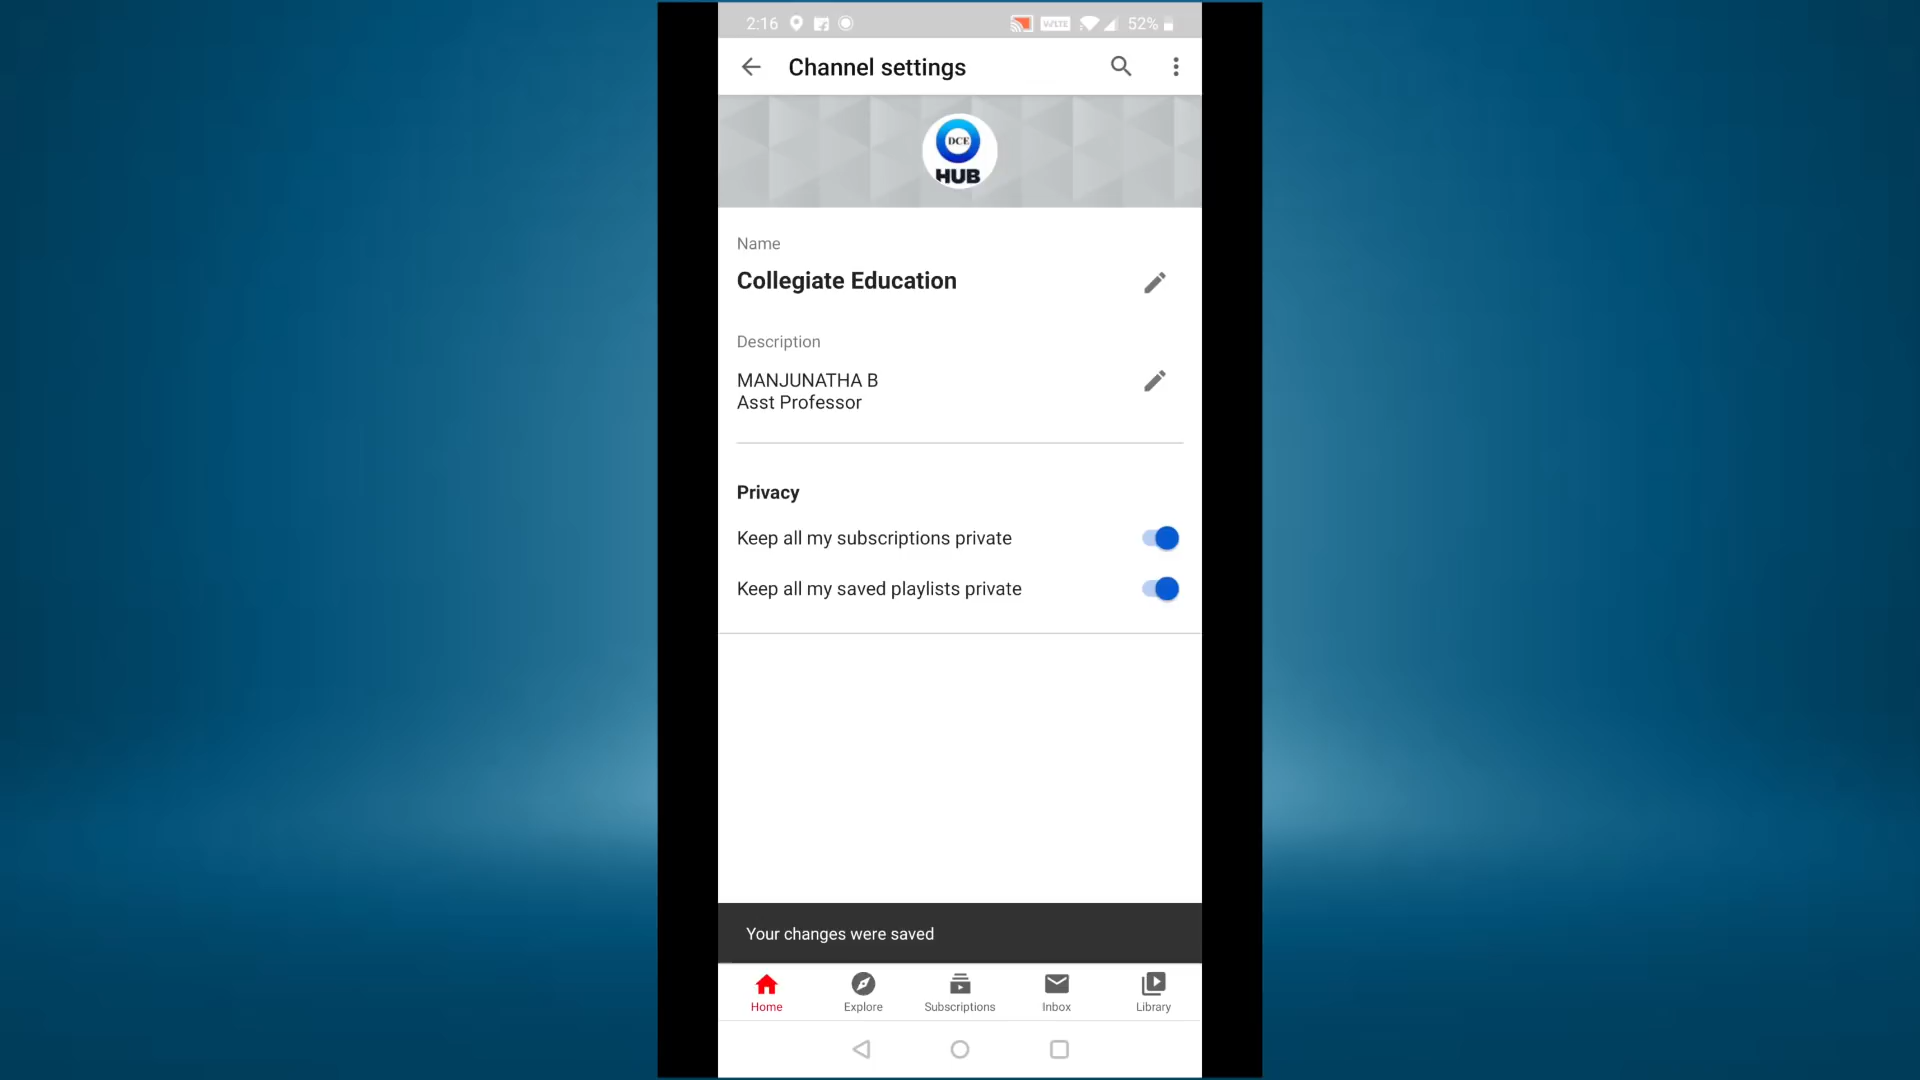 2:16 VoLTE 52%
Channel settings
DCE
HUB
Name
Collegiate Education
Description
MANJUNATHA B
Asst Professor
Privacy
Keep all my subscriptions private
Keep all my saved playlists private
Your changes were saved
Home Explore Subscriptions Inbox Library